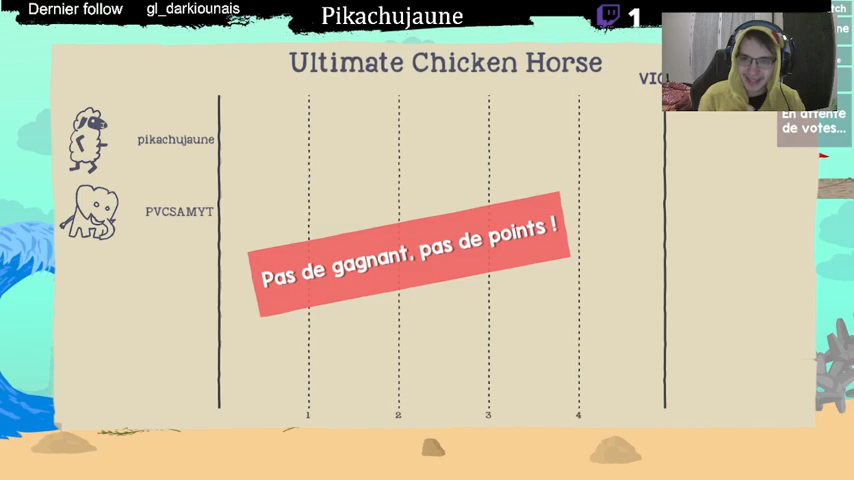 Dernier follow
gl_darkiounais
Pikachujaune
1
Ultimate Chicken Horse
VIC
En attente
de votes...
pikachujaune
PVCSAMYT
Pas de gagnant, pas de points !
1
2
3
4